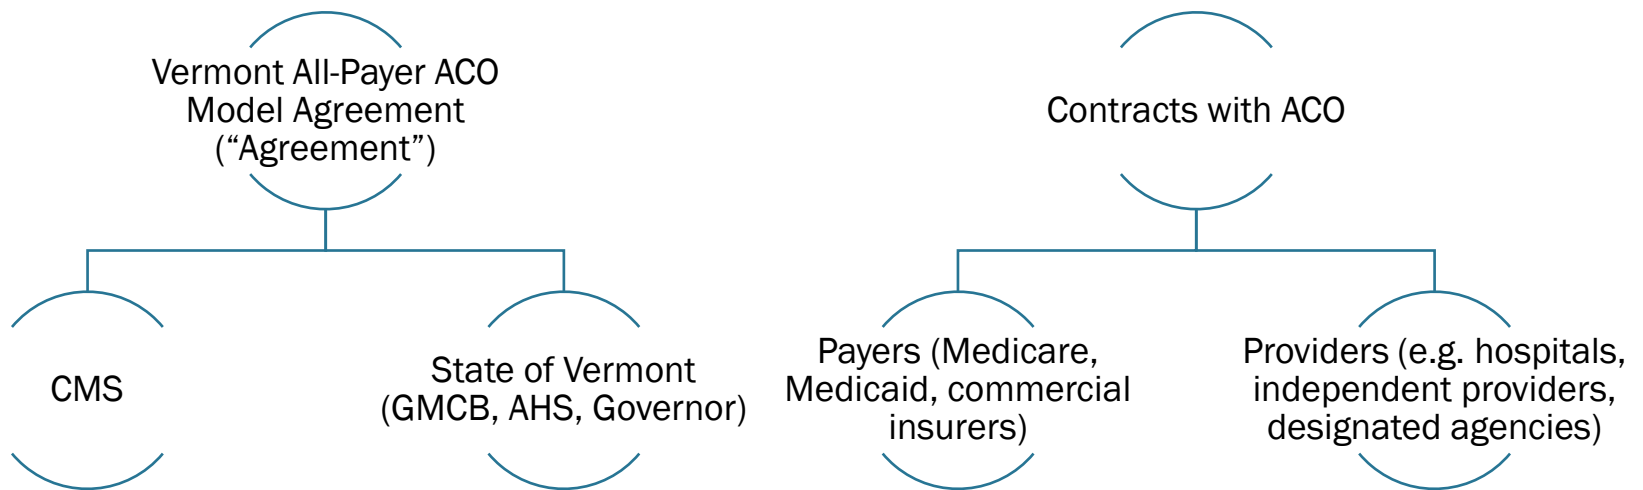 Vermont All-Payer ACO
Model Agreement
(“Agreement”)
Contracts with ACO
CMS
State of Vermont
(GMCB, AHS, Governor)
Payers (Medicare,
Medicaid, commercial
insurers)
Providers (e.g. hospitals,
independent providers,
designated agencies)